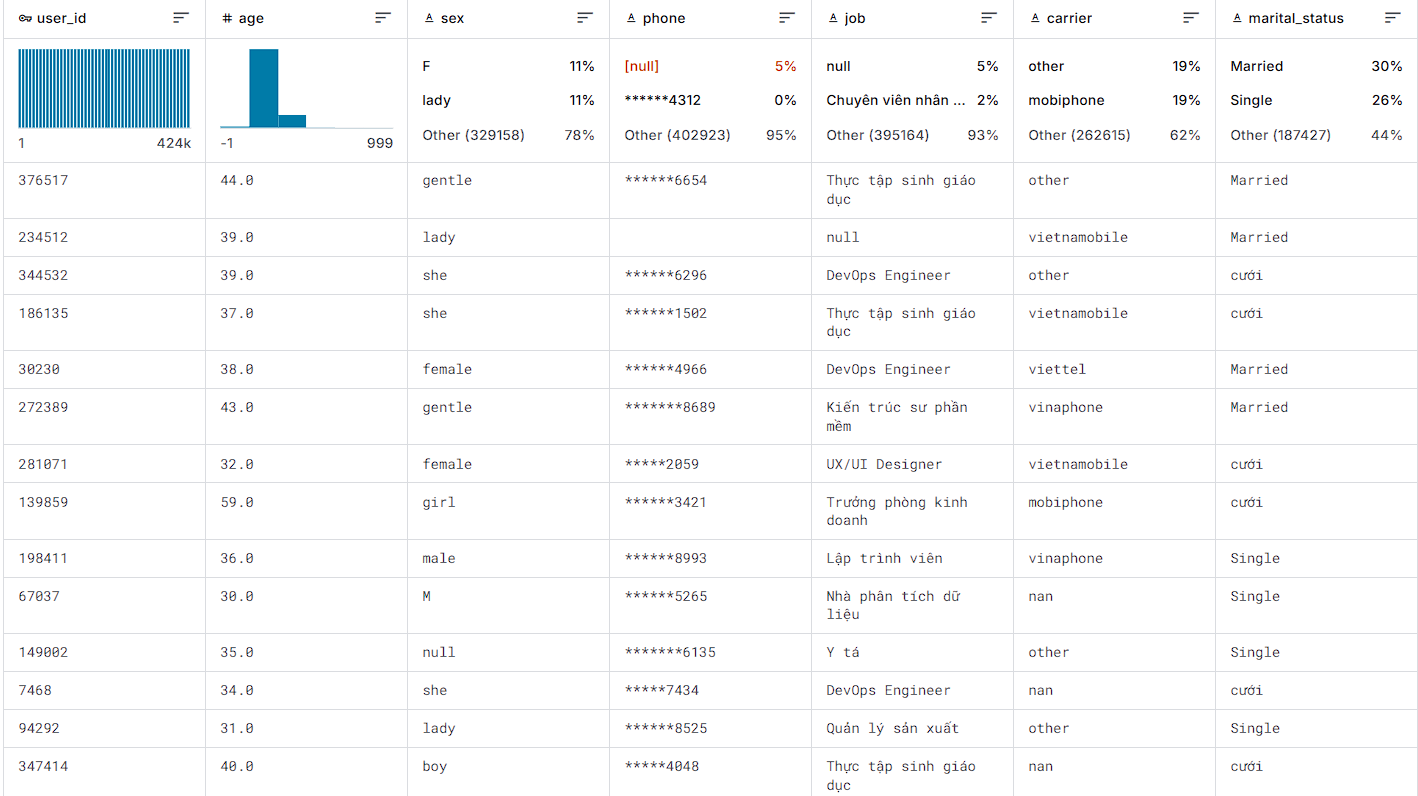 user_id age sex phone job carrier marital_status
F 11% [null] 5% null 5% other 19% Married 30%
lady 11% ******4312 0% Chuyên viên nhân ... 2% mobiphone 19% Single 26%
Other (329158) 78% Other (402923) 95% Other (395164) 93% Other (262615) 62% Other (187427) 44%
1 424k -1 999
376517 44.0 gentle ******6654 Thực tập sinh giáo other Married
dục
234512 39.0 lady null vietnamobile Married
344532 39.0 she ******6296 DevOps Engineer other cưới
186135 37.0 she ******1502 Thực tập sinh giáo vietnamobile cưới
dục
30230 38.0 female ******4966 DevOps Engineer viettel Married
272389 43.0 gentle *******8689 Kiến trúc sư phần vinaphone Married
mềm
281071 32.0 female *****2059 UX/UI Designer vietnamobile cưới
139859 59.0 girl ******3421 Trưởng phòng kinh mobiphone cưới
doanh
198411 36.0 male ******8993 Lập trình viên vinaphone Single
67037 30.0 M ******5265 Nhà phân tích dữ nan Single
liệu
149002 35.0 null *******6135 Y tá other Single
7468 34.0 she *****7434 DevOps Engineer nan cưới
94292 31.0 lady ******8525 Quản lý sản xuất other Single
347414 40.0 boy *****4048 Thực tập sinh giáo nan cưới
dục